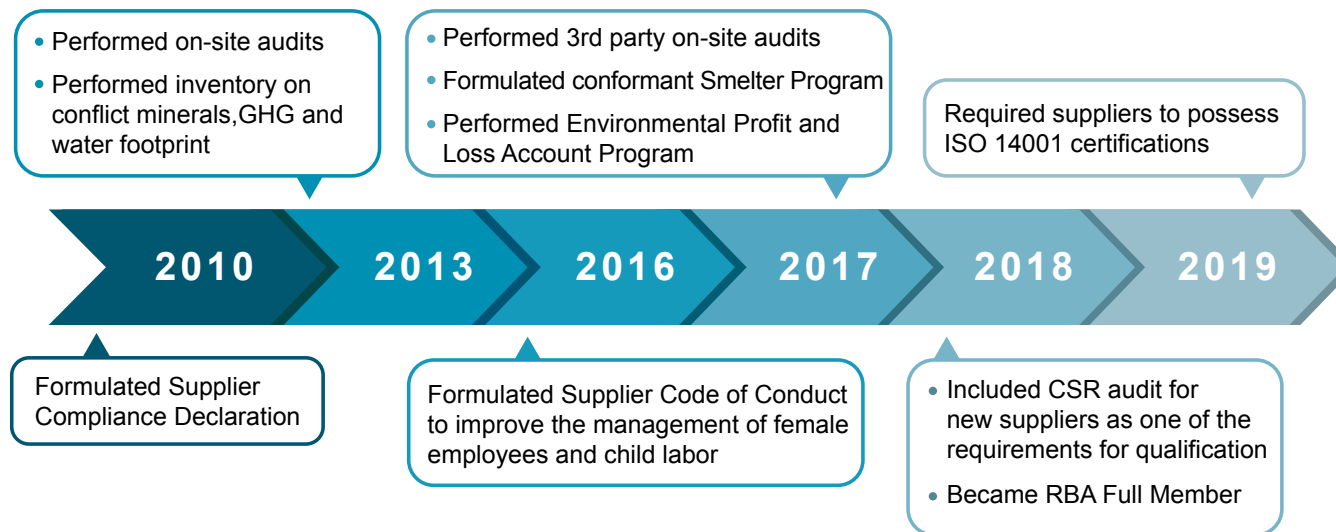 • Performed on-site audits
• Performed inventory on
conflict minerals,GHG and
water footprint
• Performed 3rd party on-site audits
• Formulated conformant Smelter Program
• Performed Environmental Profit and
Loss Account Program
Required suppliers to possess
ISO 14001 certifications
2010
2013
2016
2017
2018
2019
Formulated Supplier
Compliance Declaration
Formulated Supplier Code of Conduct
to improve the management of female
employees and child labor
• Included CSR audit for
new suppliers as one of the
requirements for qualification
• Became RBA Full Member